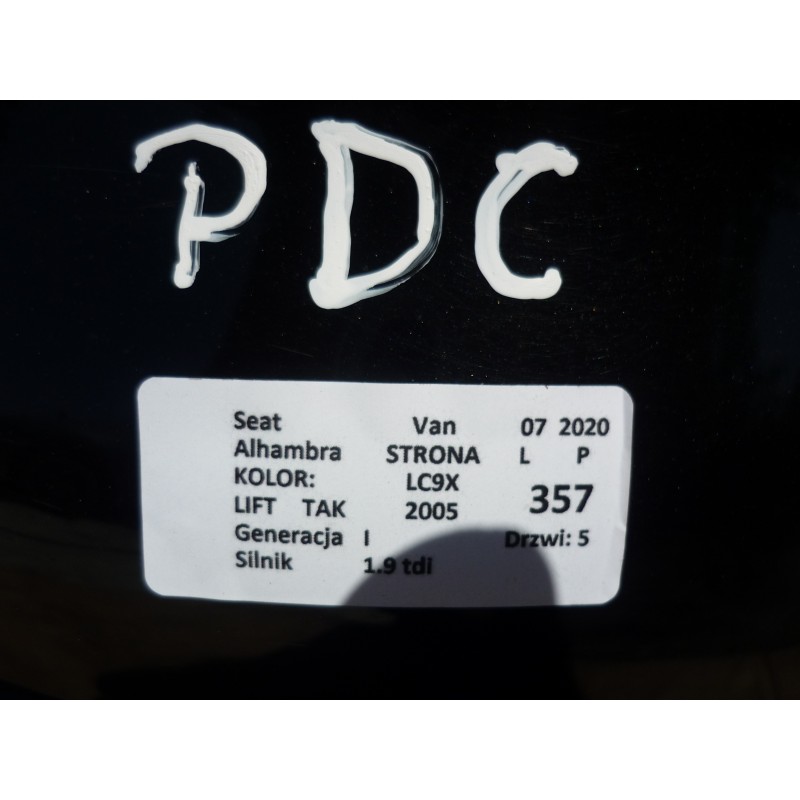 PDC
Seat Van 07 2020
Alhambra STRONA L P
KOLOR: LC9X
LIFT TAK 2005 357
Generacja I Drzwi: 5
Silnik 1.9 tdi